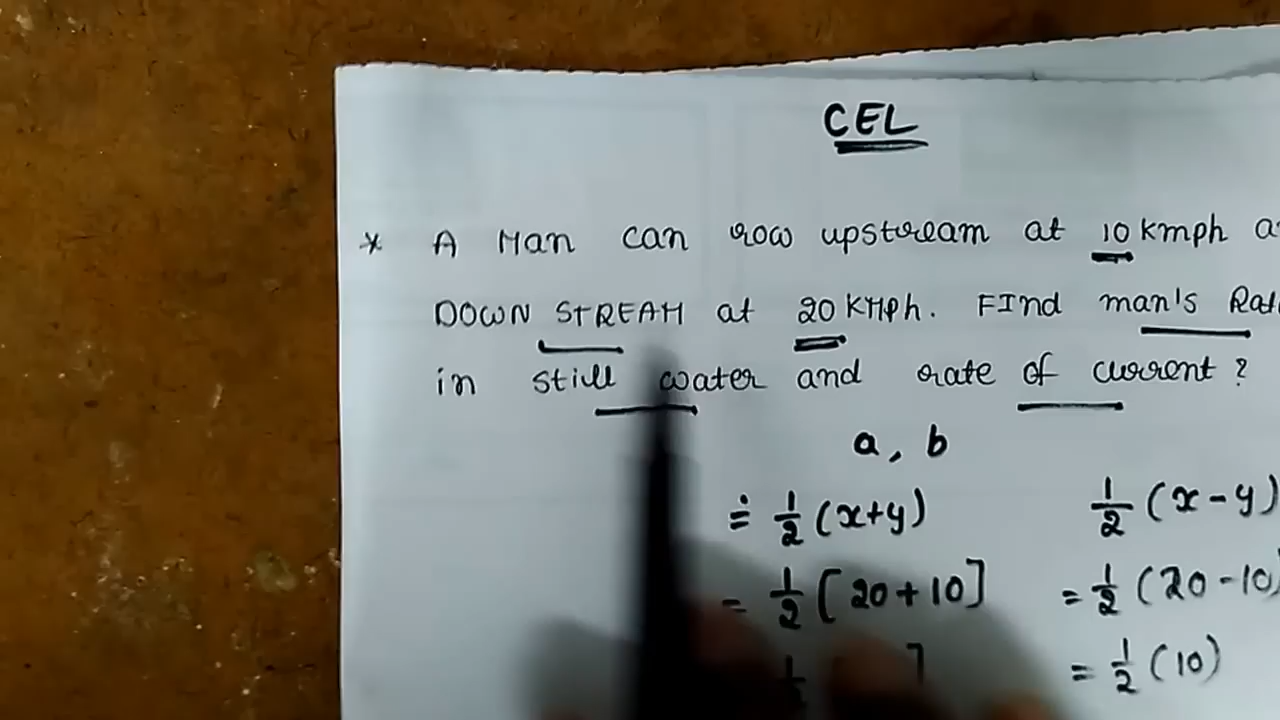 CEL
* A Man can row upstream at 10 kmph
DOWN STREAM at 20 KMPh. FInd man's
in still water and rate of current?
a, b
= 1/2 (x+y) 1/2 (x-y)
= 1/2 [20+10] = 1/2 (20-10)
] = 1/2 (10)